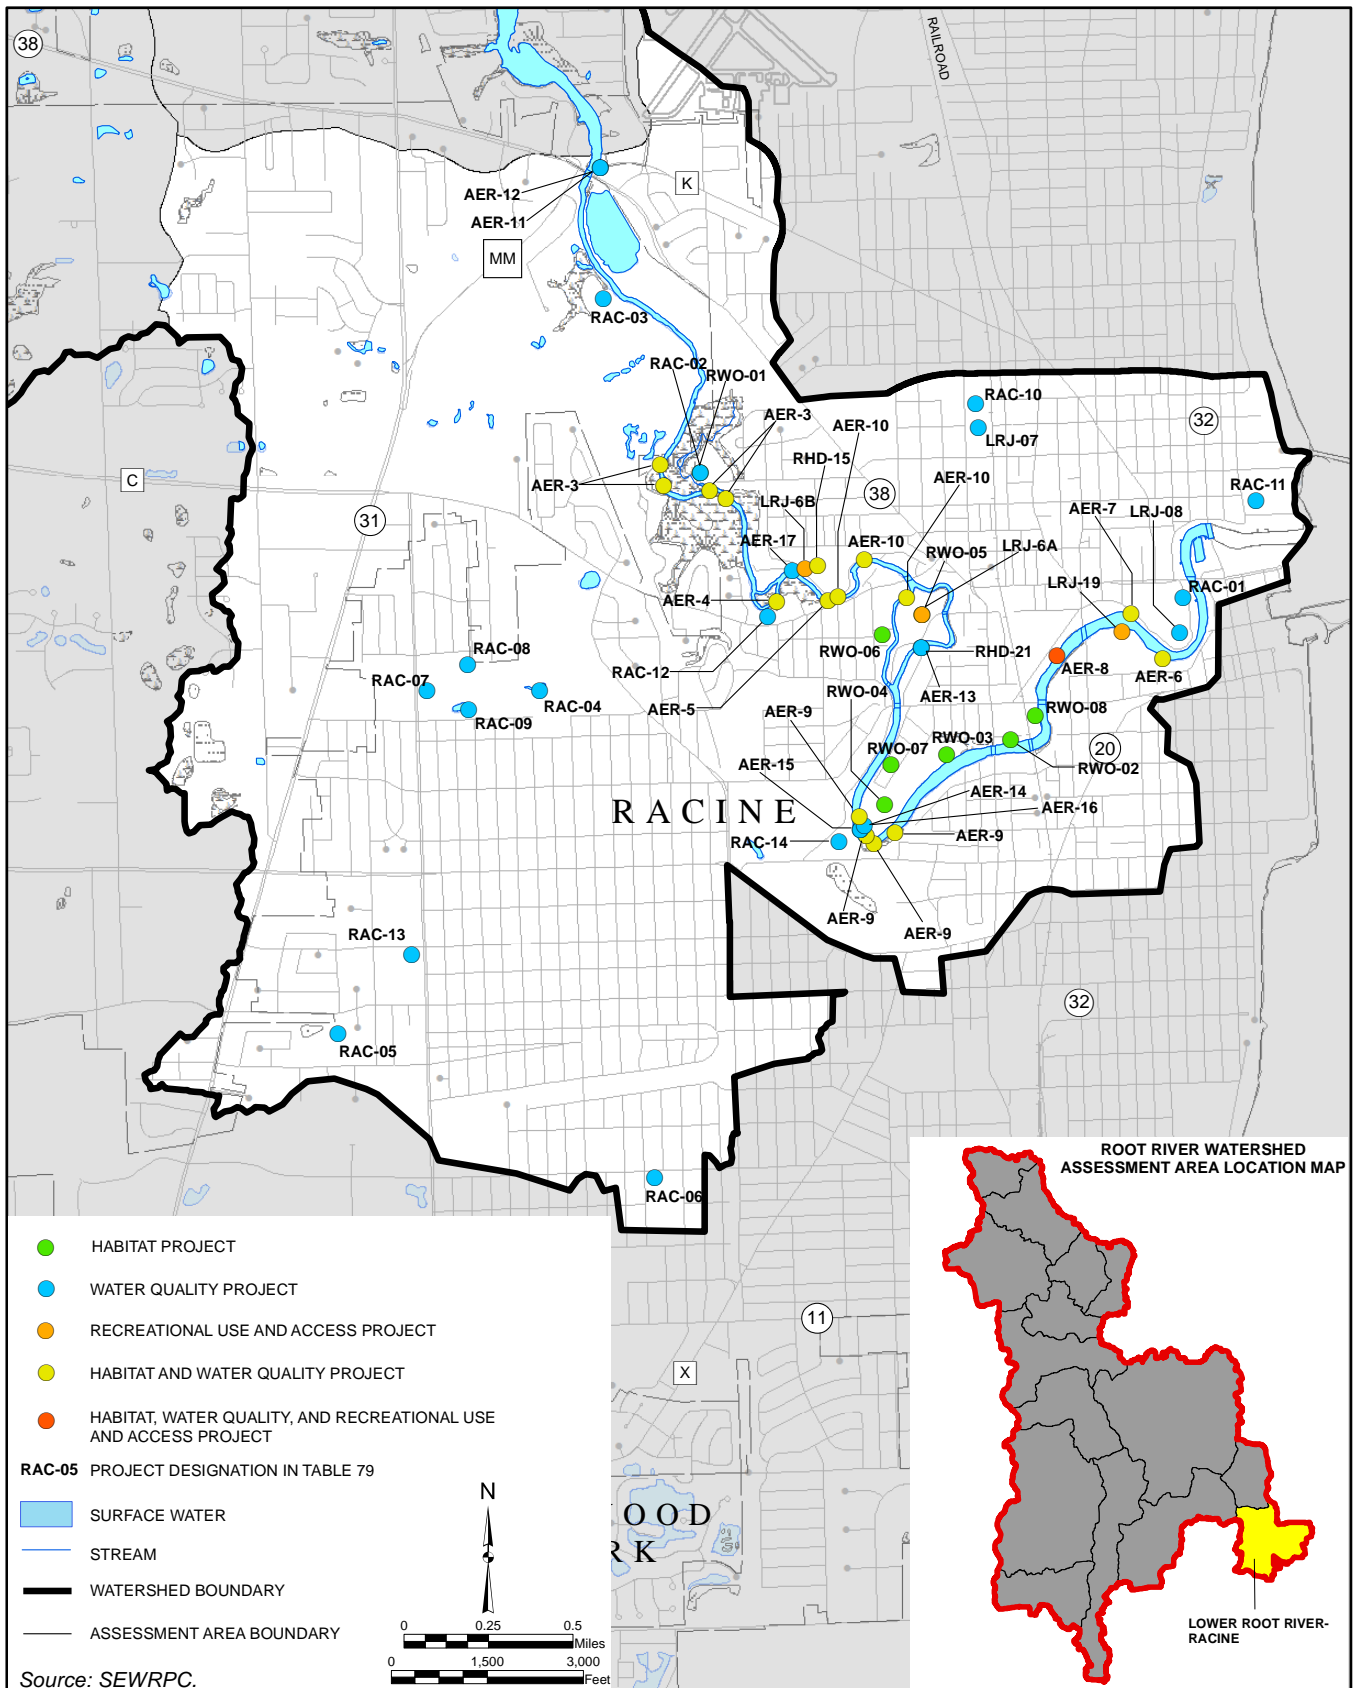 38
RAILROAD
K
AER-12
AER-11
MM
RAC-03
RAC-02
RWO-01
AER-3
AER-10
RAC-10
LRJ-07
32
RHD-15
AER-10
C
AER-3
38
RAC-11
31
LRJ-6B
AER-7
LRJ-08
AER-17
AER-10
RWO-05
LRJ-6A
LRJ-19
RAC-01
AER-4
RWO-06
RHD-21
RAC-08
RAC-12
AER-8
AER-6
RAC-07
RAC-04
RWO-04
AER-13
RAC-09
AER-5
AER-9
RWO-08
RWO-07
RWO-03
20
AER-15
RWO-02
AER-14
RACINE
AER-16
RAC-14
AER-9
AER-9
AER-9
RAC-13
32
RAC-05
RAC-06
ROOT RIVER WATERSHED
ASSESSMENT AREA LOCATION MAP
HABITAT PROJECT
WATER QUALITY PROJECT
11
RECREATIONAL USE AND ACCESS PROJECT
HABITAT AND WATER QUALITY PROJECT
X
HABITAT, WATER QUALITY, AND RECREATIONAL USE
AND ACCESS PROJECT
RAC-05 PROJECT DESIGNATION IN TABLE 79
SURFACE WATER
STREAM
WATERSHED BOUNDARY
ASSESSMENT AREA BOUNDARY
Source: SEWRPC.
N
0 0.25 0.5
Miles
0 1,500 3,000
Feet
OOD
RK
LOWER ROOT RIVER-
RACINE